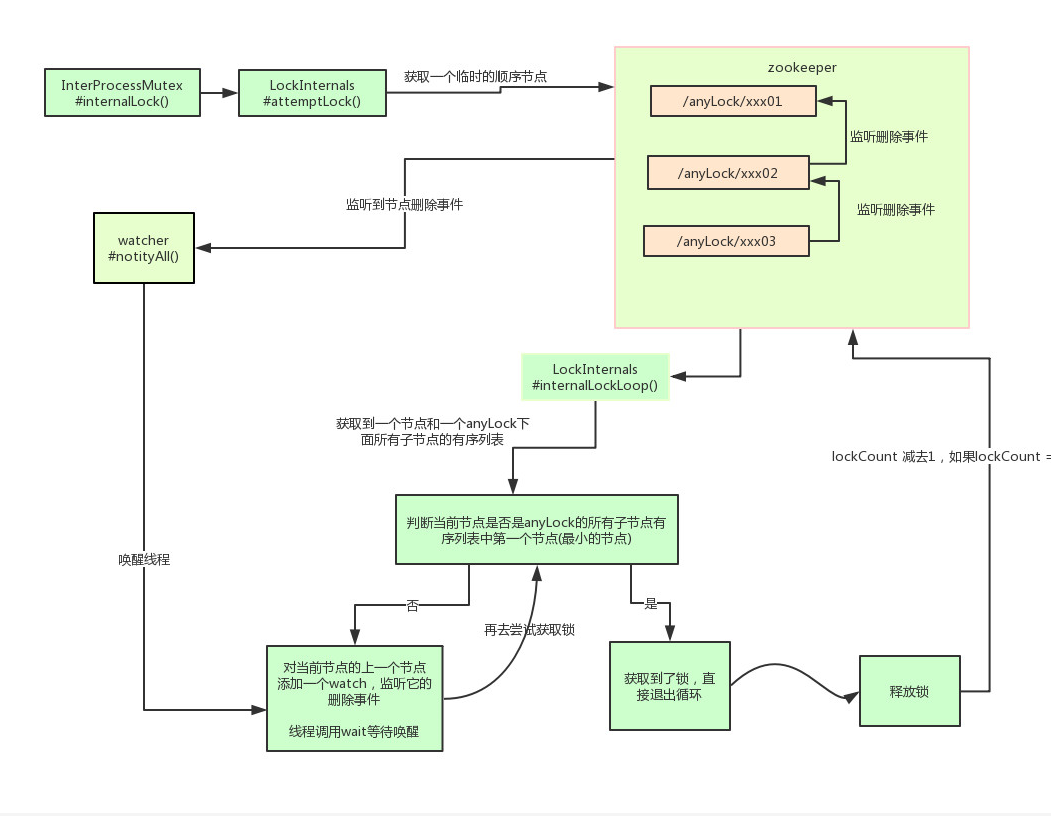 InterProcessMutex
#internalLock()
LockInternals
#attemptLock()
获取一个临时的顺序节点
zookeeper
/anyLock/xxx01
监听删除事件
/anyLock/xxx02
监听删除事件
/anyLock/xxx03
监听到节点删除事件
watcher
#notityAll()
LockInternals
#internalLockLoop()
获取到一个节点和一个anyLock下
面所有子节点的有序列表
lockCount 减去1，如果lockCount =
判断当前节点是否是anyLock的所有子节点有
序列表中第一个节点(最小的节点)
唤醒线程
否
是
再去尝试获取锁
对当前节点的上一个节点
添加一个watch，监听它的
删除事件
线程调用wait等待唤醒
获取到了锁，直
接退出循环
释放锁